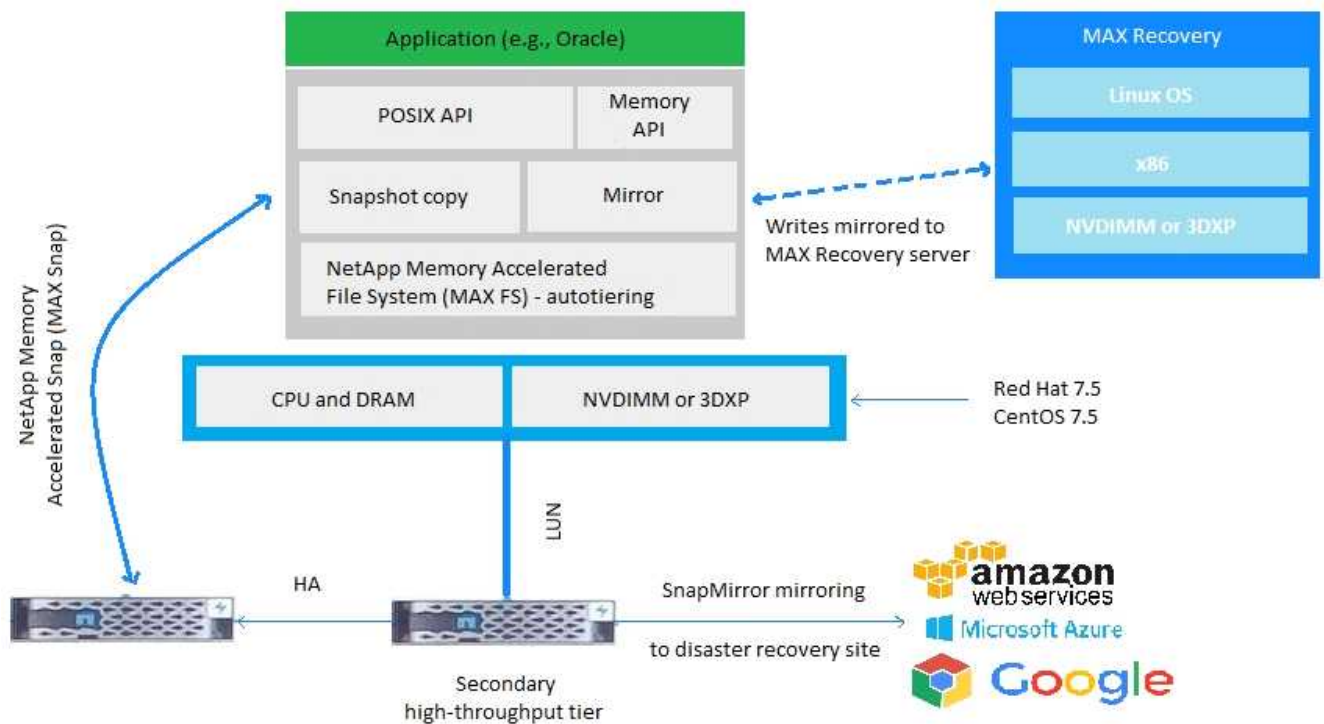 Application (e.g., Oracle)
POSIX API
Memory
API
Snapshot copy
Mirror
NetApp Memory Accelerated
File System (MAX FS) - autotiering
MAX Recovery
Linux OS
x86
NVDIMM or 3DXP
Writes mirrored to
MAX Recovery server
NetApp Memory
Accelerated Snap (MAX Snap)
CPU and DRAM
NVDIMM or 3DXP
Red Hat 7.5
CentOS 7.5
LUN
HA
SnapMirror mirroring
to disaster recovery site
Secondary
high-throughput tier
amazon
webservices
Microsoft Azure
Google